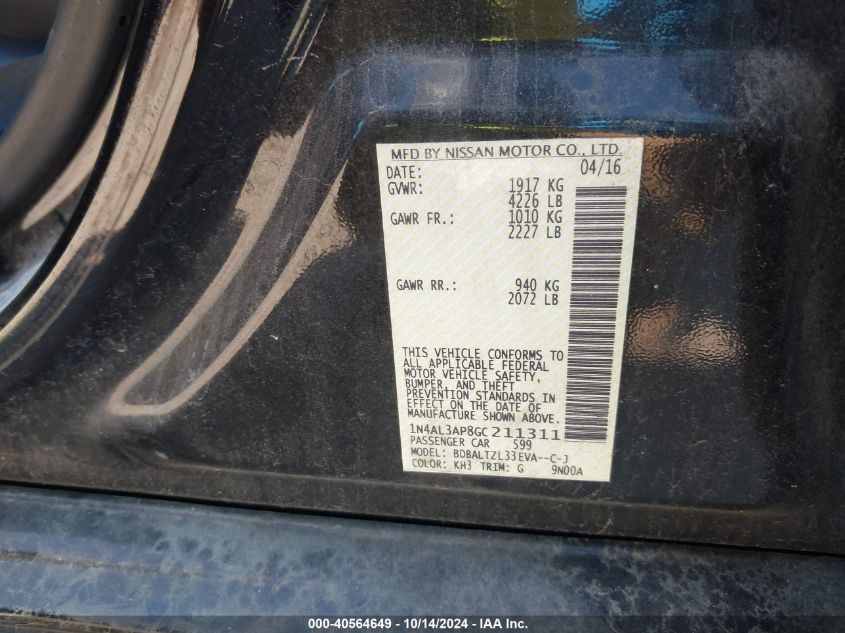 MFD BY NISSAN MOTOR CO., LTD.
DATE: 04/16
GVWR: 1917 KG
4226 LB
GAWR FR.: 1010 KG
2227 LB
GAWR RR.: 940 KG
2072 LB
THIS VEHICLE CONFORMS TO
ALL APPLICABLE FEDERAL
MOTOR VEHICLE SAFETY,
BUMPER, AND THEFT
PREVENTION STANDARDS IN
EFFECT ON THE DATE OF
MANUFACTURE SHOWN ABOVE.
1N4AL3AP8GC211311
PASSENGER CAR 599
MODEL: BDBALTZL33EVA--C-J
COLOR: KH3 TRIM: G 9N00A
000-40564649 - 10/14/2024 - IAA Inc.